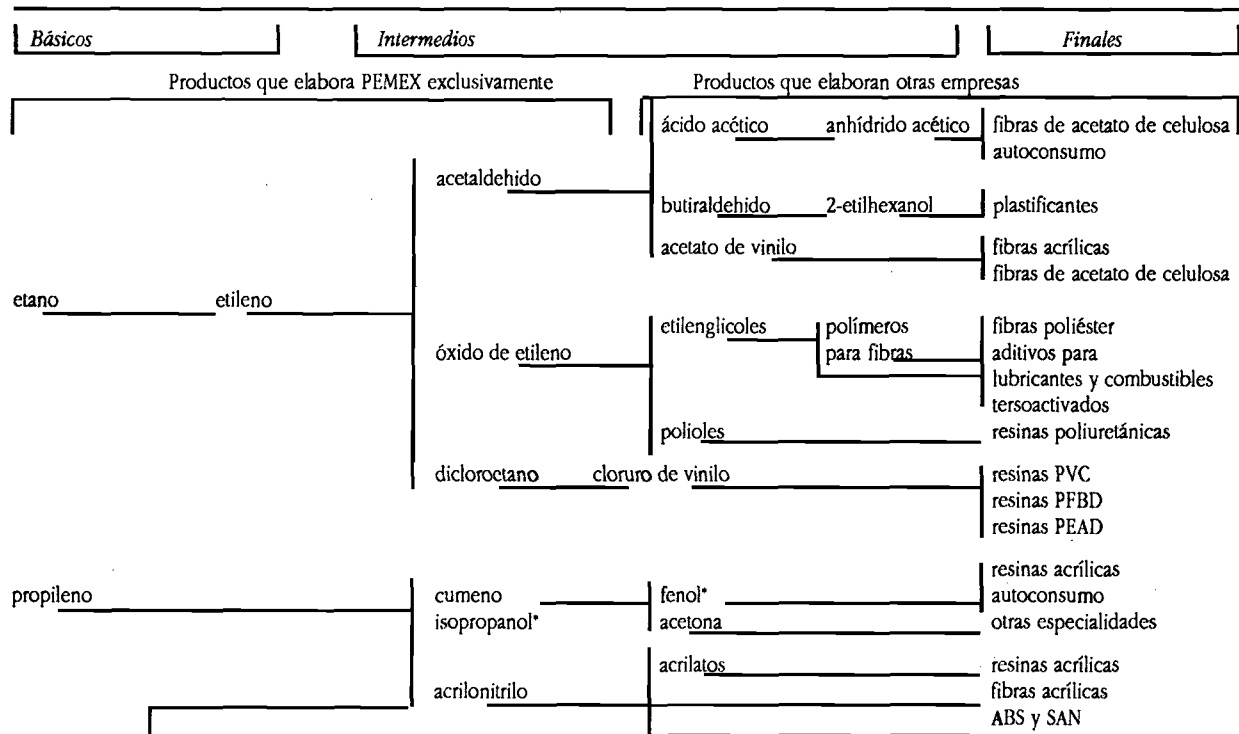 Básicos Intermedios Finales
Productos que elabora PEMEX exclusivamente Productos que elaboran otras empresas
ácido acético anhídrido acético fibras de acetato de celulosa
autoconsumo
acetaldehido
butiraldehido 2-etilhexanol plastificantes
acetato de vinilo fibras acrílicas
fibras de acetato de celulosa
etano etileno
etilenglicoles polímeros fibras poliéster
óxido de etileno para fibras aditivos para
lubricantes y combustibles
tersoactivados
polioles resinas poliuretánicas
dicloroctano cloruro de vinilo resinas PVC
resinas PFBD
resinas PEAD
resinas acrílicas
propileno cumeno fenol* autoconsumo
isopropanol* acetona otras especialidades
acrilatos resinas acrílicas
acrilonitrilo fibras acrílicas
ABS y SAN